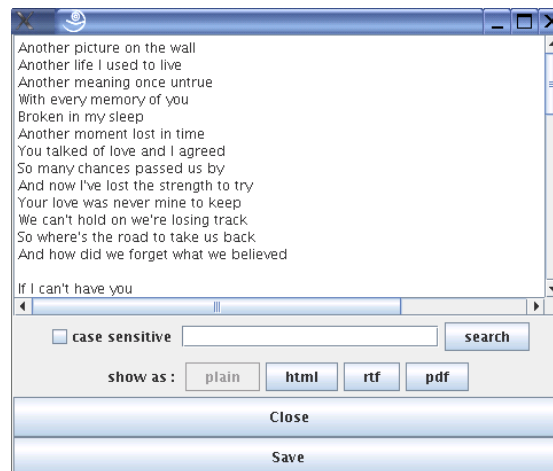 Another picture on the wall
Another life I used to live
Another meaning once untrue
With every memory of you
Broken in my sleep
Another moment lost in time
You talked of love and I agreed
So many chances passed us by
And now I've lost the strength to try
Your love was never mine to keep
We can't hold on we're losing track
So where's the road to take us back
And how did we forget what we believed
If I can't have you
case sensitive search
show as : plain html rtf pdf
Close
Save